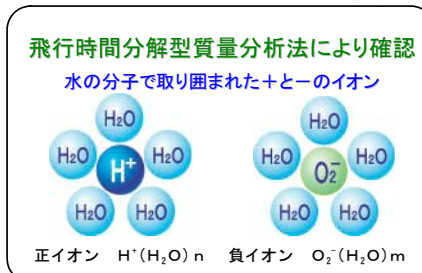 飛行時間分解型質量分析法により確認
水の分子で取り囲まれた＋とーのイオン
H₂O H₂O
H₂O H₂O H₂O H₂O
H⁺ O₂⁻
H₂O H₂O H₂O H₂O
正イオン H⁺(H₂O) n 負イオン O₂⁻(H₂O) m